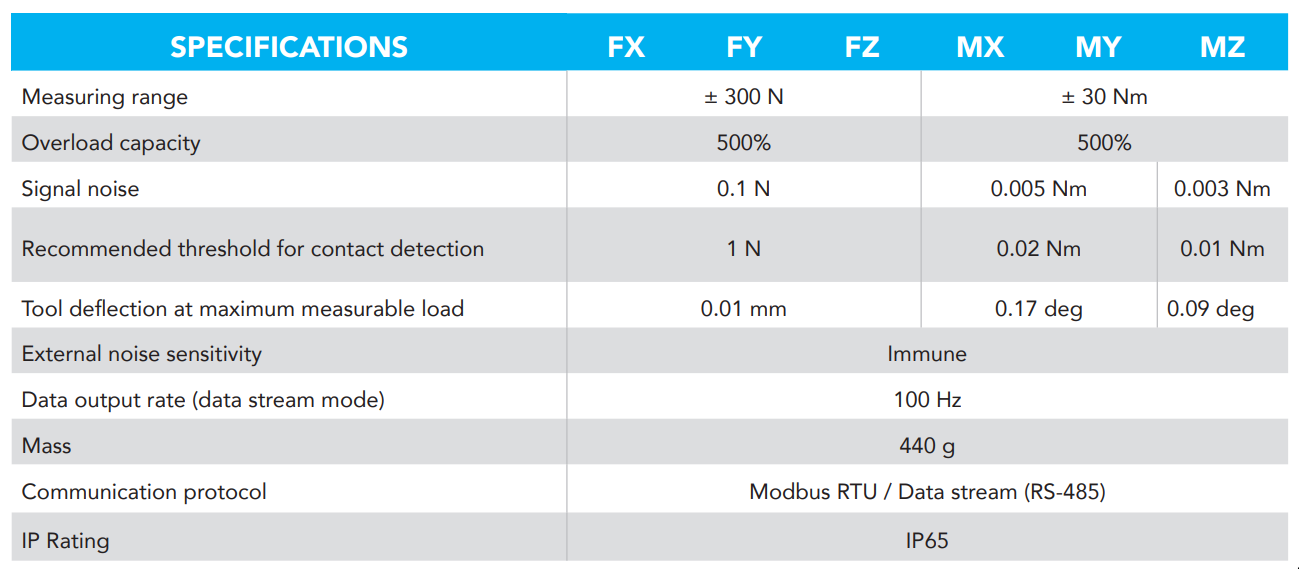 SPECIFICATIONS FX FY FZ MX MY MZ
Measuring range ± 300 N ± 30 Nm
Overload capacity 500% 500%
Signal noise 0.1 N 0.005 Nm 0.003 Nm
Recommended threshold for contact detection 1 N 0.02 Nm 0.01 Nm
Tool deflection at maximum measurable load 0.01 mm 0.17 deg 0.09 deg
External noise sensitivity Immune
Data output rate (data stream mode) 100 Hz
Mass 440 g
Communication protocol Modbus RTU / Data stream (RS-485)
IP Rating IP65